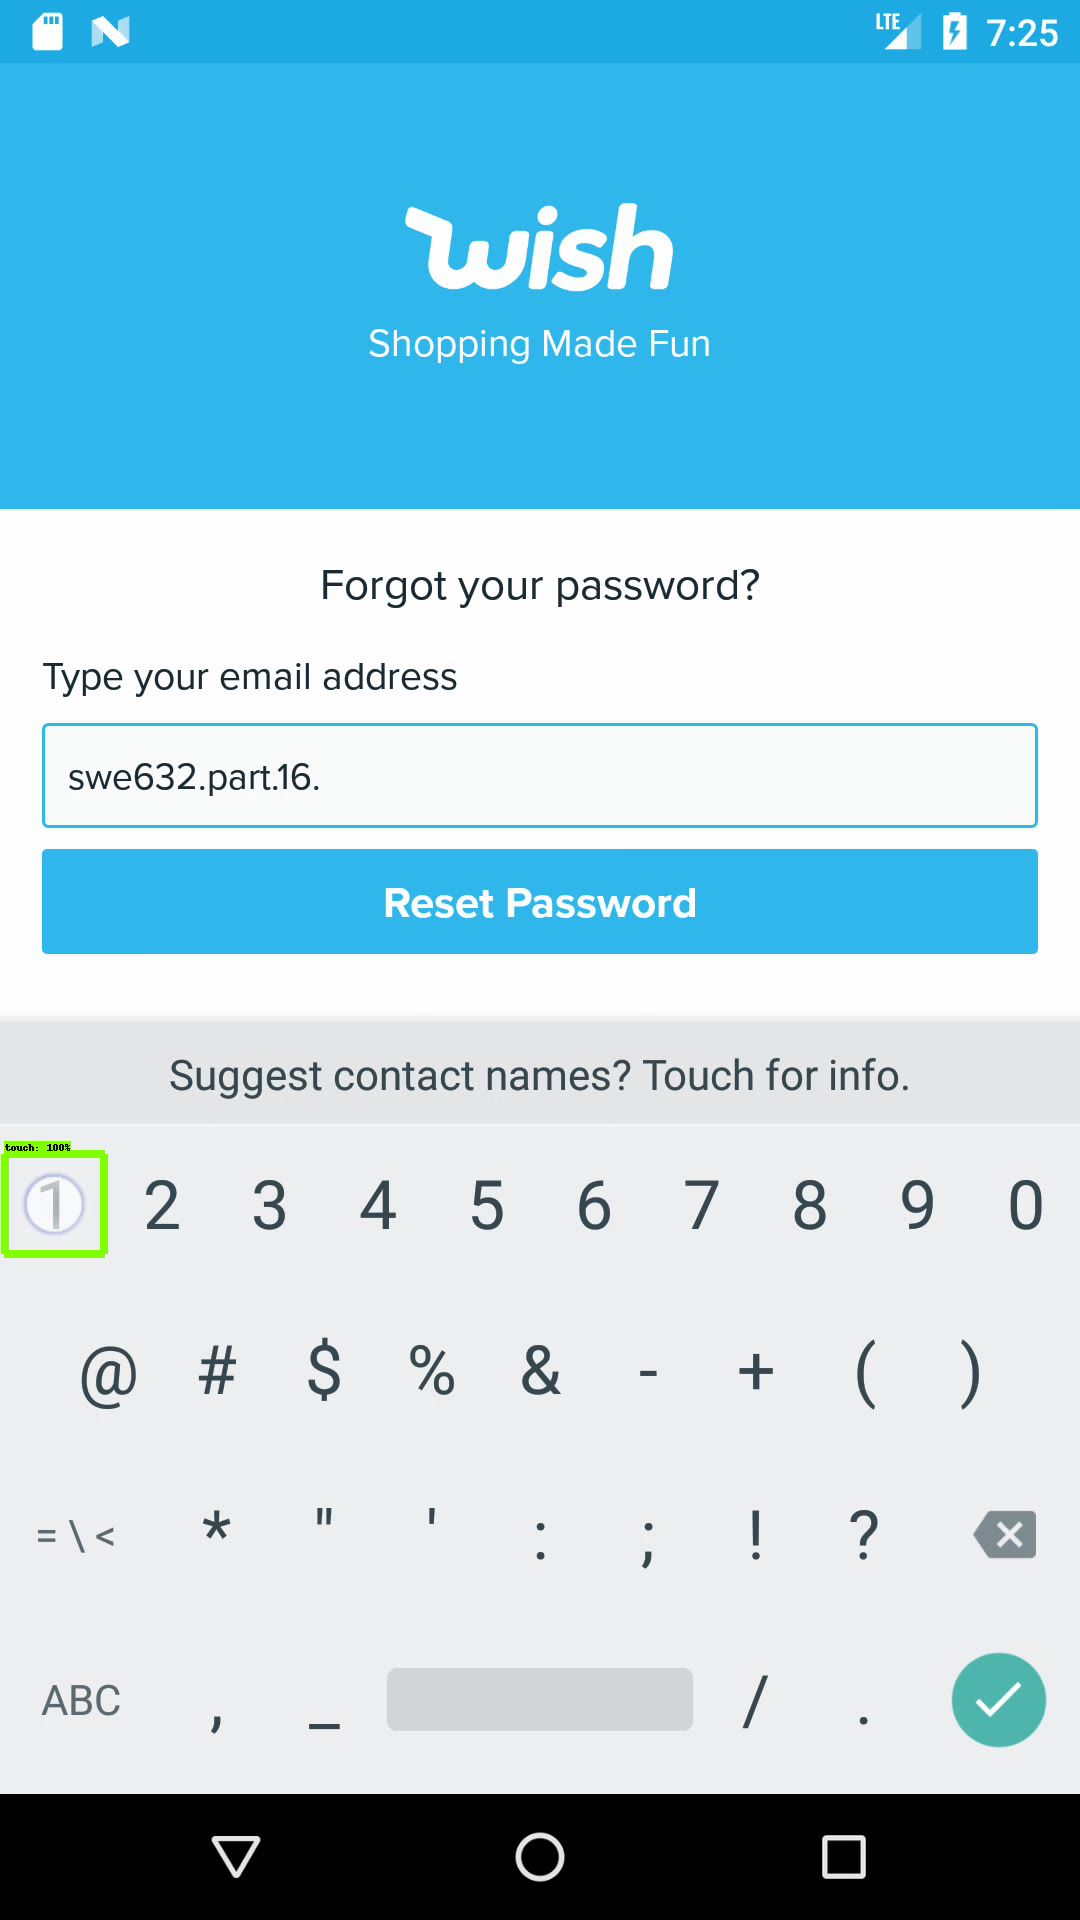 LTE 7:25
wish
Shopping Made Fun
Forgot your password?
Type your email address
swe632.part.16.
Reset Password
Suggest contact names? Touch for info.
touch: 100%
1 2 3 4 5 6 7 8 9 0
@ # $ % & - + ( )
= \ < * " ' : ; ! ?
ABC , _ / .